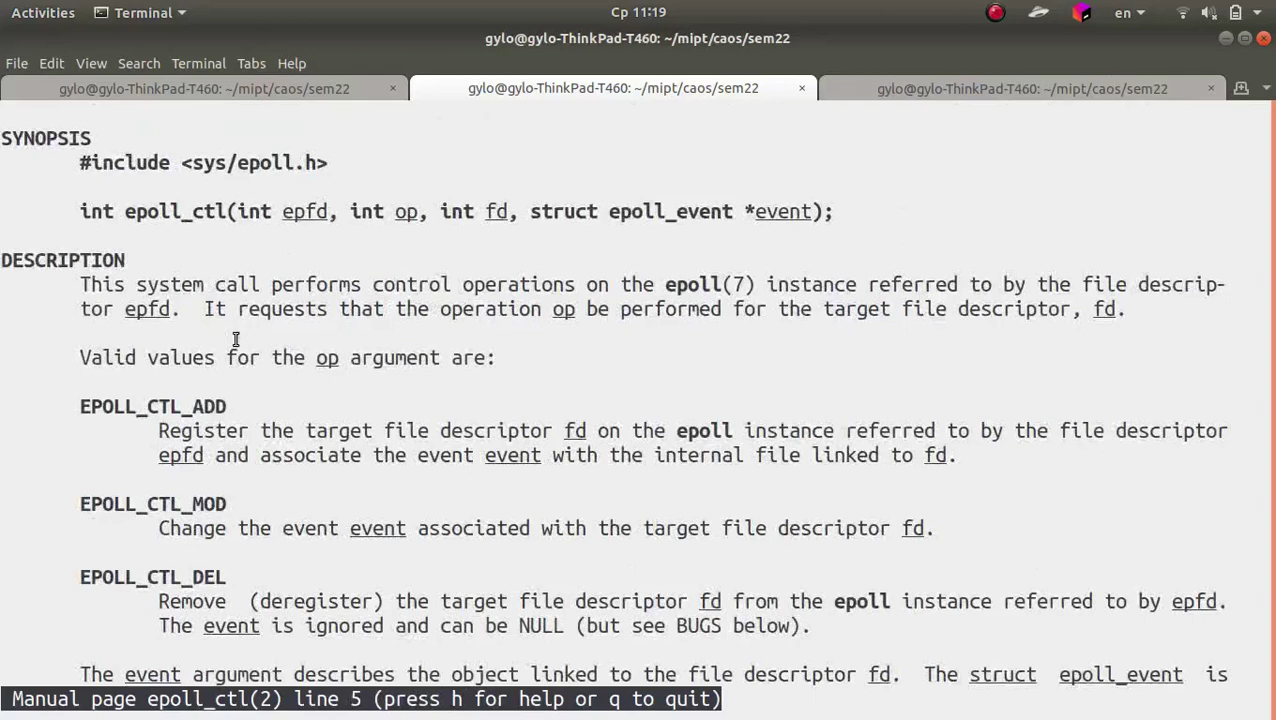 Activities Terminal Ср 11:19 en
gylo@gylo-ThinkPad-T460: ~/mipt/caos/sem22
File Edit View Search Terminal Tabs Help
gylo@gylo-ThinkPad-T460: ~/mipt/caos/sem22 × gylo@gylo-ThinkPad-T460: ~/mipt/caos/sem22 × gylo@gylo-ThinkPad-T460: ~/mipt/caos/sem22 ×
SYNOPSIS
#include <sys/epoll.h>
int epoll_ctl(int epfd, int op, int fd, struct epoll_event *event);
DESCRIPTION
This system call performs control operations on the epoll(7) instance referred to by the file descrip-
tor epfd. It requests that the operation op be performed for the target file descriptor, fd.
Valid values for the op argument are:
EPOLL_CTL_ADD
Register the target file descriptor fd on the epoll instance referred to by the file descriptor
epfd and associate the event event with the internal file linked to fd.
EPOLL_CTL_MOD
Change the event event associated with the target file descriptor fd.
EPOLL_CTL_DEL
Remove (deregister) the target file descriptor fd from the epoll instance referred to by epfd.
The event is ignored and can be NULL (but see BUGS below).
The event argument describes the object linked to the file descriptor fd. The struct epoll_event is
Manual page epoll_ctl(2) line 5 (press h for help or q to quit)